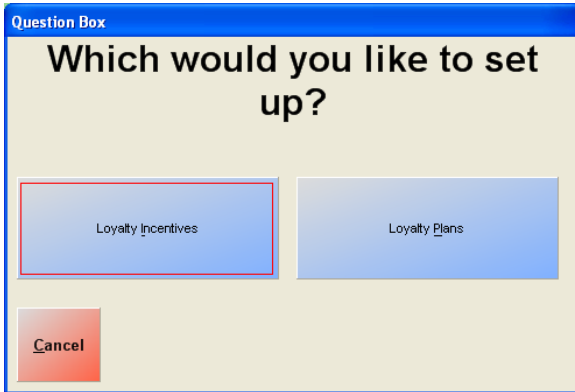 Question Box
Which would you like to set
up?
Loyalty Incentives
Loyalty Plans
Cancel